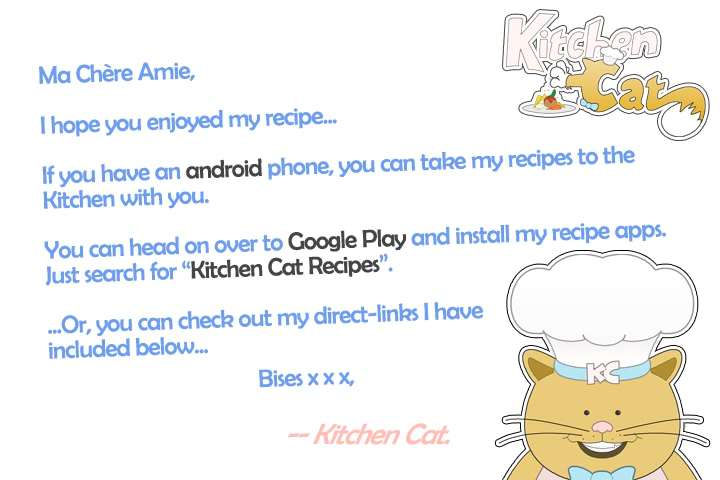 Kitchen
Cat
Ma Chère Amie,
I hope you enjoyed my recipe...
If you have an android phone, you can take my recipes to the
Kitchen with you.
You can head on over to Google Play and install my recipe apps.
Just search for “Kitchen Cat Recipes”.
...Or, you can check out my direct-links I have
included below...
Bises x x x,
-- Kitchen Cat.
KC